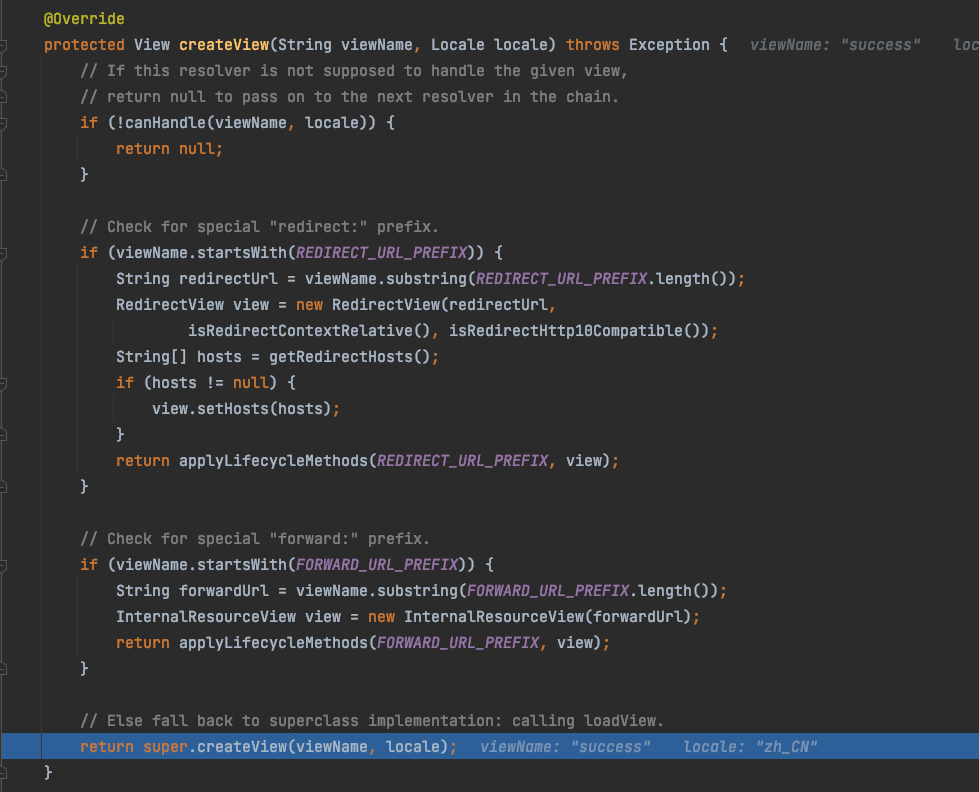 @Override
protected View createView(String viewName, Locale locale) throws Exception {   viewName: "success"    loc
    // If this resolver is not supposed to handle the given view,
    // return null to pass on to the next resolver in the chain.
    if (!canHandle(viewName, locale)) {
        return null;
    }

    // Check for special "redirect:" prefix.
    if (viewName.startsWith(REDIRECT_URL_PREFIX)) {
        String redirectUrl = viewName.substring(REDIRECT_URL_PREFIX.length());
        RedirectView view = new RedirectView(redirectUrl,
                isRedirectContextRelative(), isRedirectHttp10Compatible());
        String[] hosts = getRedirectHosts();
        if (hosts != null) {
            view.setHosts(hosts);
        }
        return applyLifecycleMethods(REDIRECT_URL_PREFIX, view);
    }

    // Check for special "forward:" prefix.
    if (viewName.startsWith(FORWARD_URL_PREFIX)) {
        String forwardUrl = viewName.substring(FORWARD_URL_PREFIX.length());
        InternalResourceView view = new InternalResourceView(forwardUrl);
        return applyLifecycleMethods(FORWARD_URL_PREFIX, view);
    }

    // Else fall back to superclass implementation: calling loadView.
    return super.createView(viewName, locale);   viewName: "success"    locale: "zh_CN"
}